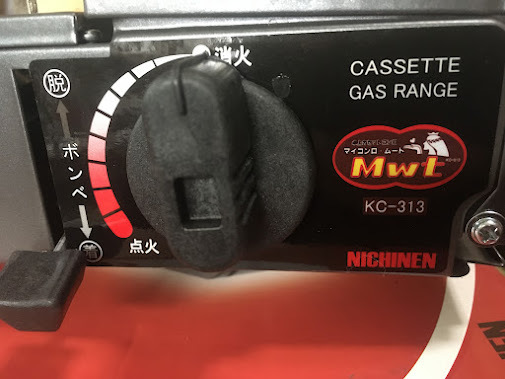 消火
脱
ボンベ
着
点火
CASSETTE
GAS RANGE
マイコンロ・ムート
Mwt
KC-313
NICHINEN